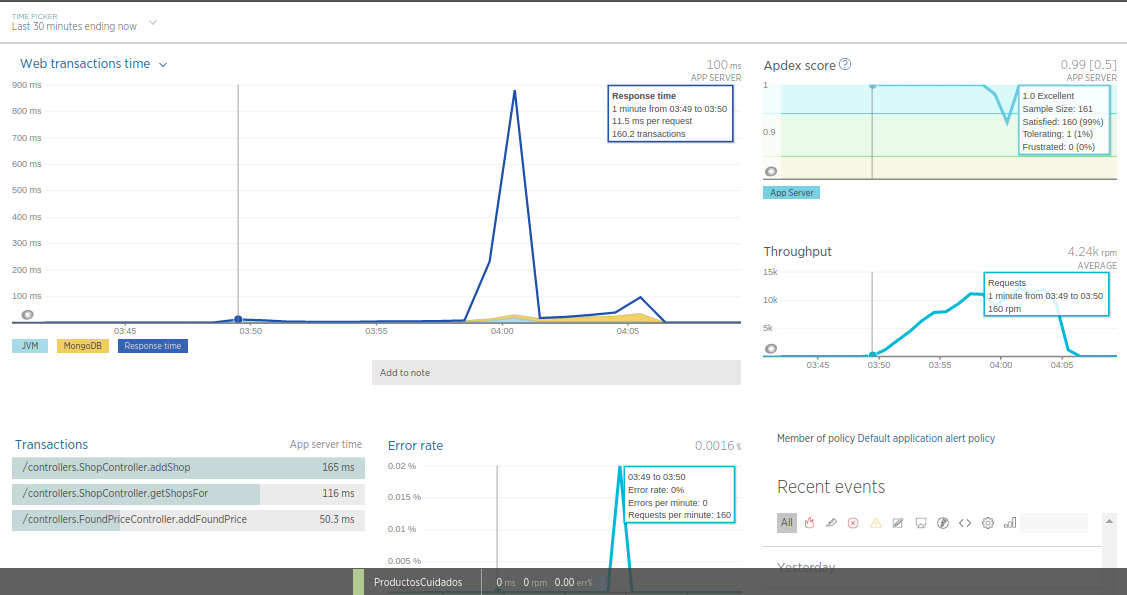 TIME PICKER
Last 30 minutes ending now
Web transactions time
100 ms
APP SERVER
900 ms
800 ms
700 ms
600 ms
500 ms
400 ms
300 ms
200 ms
100 ms
Response time
1 minute from 03:49 to 03:50
11.5 ms per request
160.2 transactions
03:45
03:50
03:55
04:00
04:05
JVM
MongoDB
Response time
Add to note
Apdex score ?
0.99 [0.5]
APP SERVER
1
0.9
1.0 Excellent
Sample Size: 161
Satisfied: 160 (99%)
Tolerating: 1 (1%)
Frustrated: 0 (0%)
App Server
Throughput
4.24k rpm
AVERAGE
15k
10k
5k
Requests
1 minute from 03:49 to 03:50
160 rpm
03:45
03:50
03:55
04:00
04:05
Transactions
App server time
/controllers.ShopController.addShop 165 ms
/controllers.ShopController.getShopsFor 116 ms
/controllers.FoundPriceController.addFoundPrice 50.3 ms
Error rate
0.0016 %
0.02 %
0.015 %
0.01 %
0.005 %
03:49 to 03:50
Error rate: 0%
Errors per minute: 0
Requests per minute: 160
Member of policy Default application alert policy
Recent events
All
Yesterday
ProductosCuidados
0 ms 0 rpm 0.00 err%